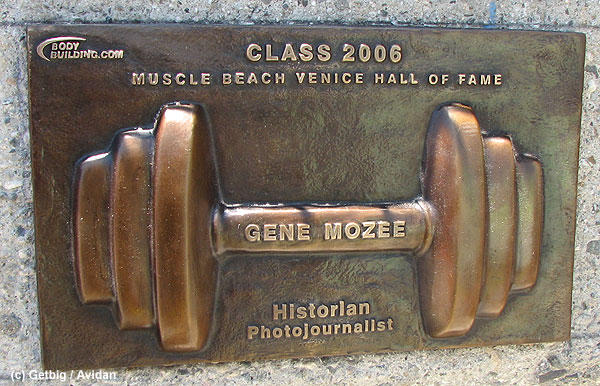 BODY
BUILDING.COM
CLASS 2006
MUSCLE BEACH VENICE HALL OF FAME
GENE MOZEE
Historian
Photojournalist
(c) Getbig / Avidan